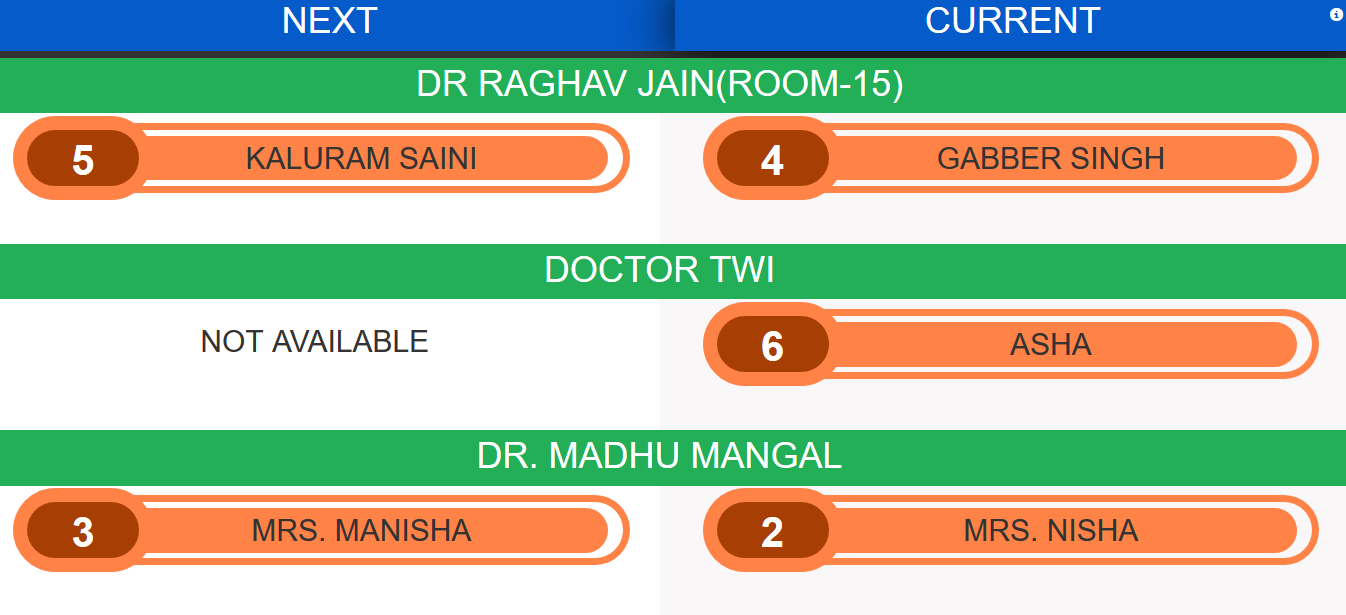 NEXT CURRENT
DR RAGHAV JAIN(ROOM-15)
5 KALURAM SAINI 4 GABBER SINGH
DOCTOR TWI
NOT AVAILABLE 6 ASHA
DR. MADHU MANGAL
3 MRS. MANISHA 2 MRS. NISHA